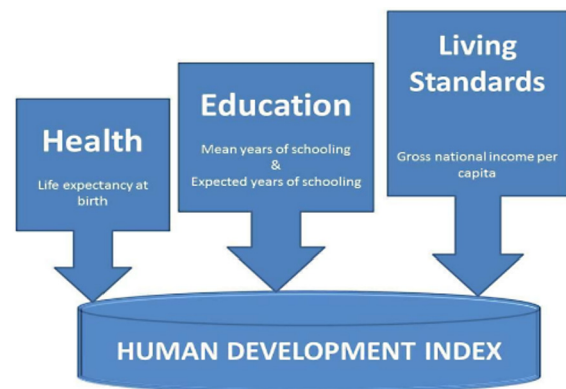 Health
Life expectancy at
birth
Education
Mean years of schooling
&
Expected years of schooling
Living
Standards
Gross national income per
capita
HUMAN DEVELOPMENT INDEX